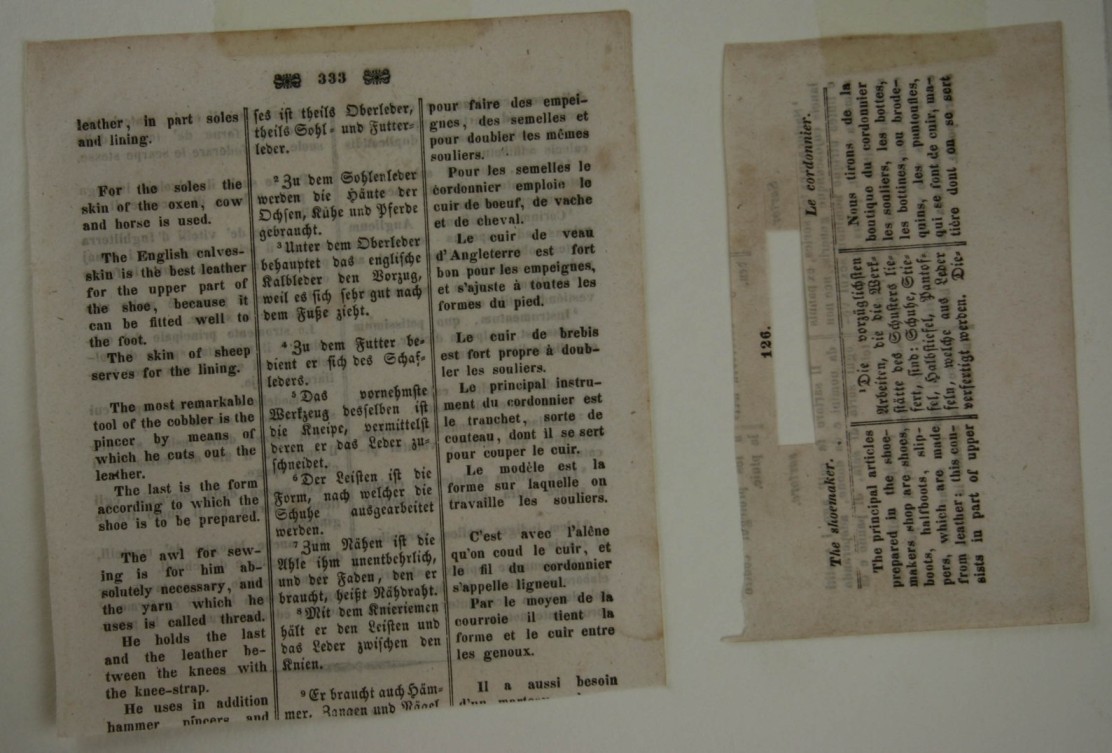 333
leather, in part soles
and lining.
For the soles the
skin of the oxen, cow
and horse is used.
The English calves-
skin is the best leather
for the upper part of
the shoe, because it
can be fitted well to
the foot.
The skin of sheep
serves for the lining.
The most remarkable
tool of the cobbler is the
pincer by means of
which he cuts out the
leather.
The last is the form
according to which the
shoe is to be prepared.
The awl for sew-
ing is for him ab-
solutely necessary, and
the yarn which he
uses is called thread.
He holds the last
and the leather be-
tween the knees with
the knee-strap.
He uses in addition
hammer pincers and
ses ist theils Oberleder,
theils Sohl- und Futter-
leder.
²Zu dem Sohlenleder
werden die Häute der
Ochsen, Kühe und Pferde
gebraucht.
³Unter dem Oberleder
behauptet das englische
Kalbleder den Vorzug,
weil es sich sehr gut nach
dem Fuße zieht.
⁴Zu dem Futter be-
dient er sich des Schaf-
leders.
⁵Das vornehmste
Werkzeug desselben ist
die Kneipe, vermittelst
deren er das Leder zu-
schneidet.
⁶Der Leisten ist die
Form, nach welcher die
Schuhe ausgearbeitet
werden.
⁷Zum Nähen ist die
Ahle ihm unentbehrlich,
und der Faden, den er
braucht, heißt Nähdraht.
⁸Mit dem Knieriemen
hält er den Leisten und
das Leder zwischen den
Knien.
⁹Er braucht auch Häm-
mer, Zangen und Nägel
pour faire des empei-
gnes, des semelles et
pour doubler les mêmes
souliers.
Pour les semelles le
cordonnier emploie le
cuir de boeuf, de vache
et de cheval.
Le cuir de veau
d'Angleterre est fort
bon pour les empeignes,
et s'ajuste à toutes les
formes du pied.
Le cuir de brebis
est fort propre à doub-
ler les souliers.
Le principal instru-
ment du cordonnier est
le tranchet, sorte de
couteau, dont il se sert
pour couper le cuir.
Le modèle est la
forme sur laquelle on
travaille les souliers.
C'est avec l'alêne
qu'on coud le cuir, et
le fil du cordonnier
s'appelle ligneul.
Par le moyen de la
courroie il tient la
forme et le cuir entre
les genoux.
Il a aussi besoin
126.
The shoemaker.
The principal articles
prepared in the shoe-
makers shop are shoes,
boots, halfboots, slip-
pers, which are made
from leather; this con-
sists in part of upper
¹Die vorzüglichsten
Arbeiten, die die Werk-
stätte des Schusters lie-
fert, sind: Schuhe, Stie-
fel, Halbstiefel, Pantof-
feln, welche aus Leder
verfertigt werden. Die-
Le cordonnier.
Nous tirons de la
boutique du cordonnier
les souliers, les bottes,
les bottines, ou brode-
quins, les pantoufles,
qui se font de cuir, ma-
tière dont on se sert